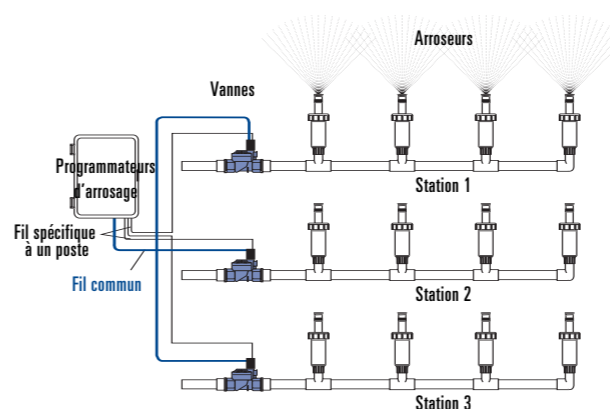 Arroseurs
Vannes
Programmateurs
d'arrosage
Station 1
Fil spécifique
à un poste
Fil commun
Station 2
Station 3